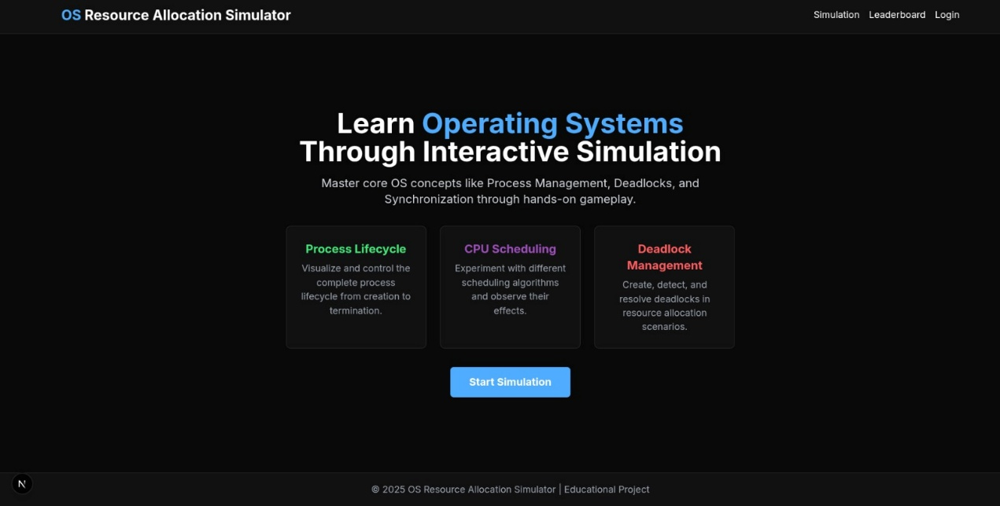 OS Resource Allocation Simulator
Simulation Leaderboard Login
Learn Operating Systems
Through Interactive Simulation
Master core OS concepts like Process Management, Deadlocks, and
Synchronization through hands-on gameplay.
Process Lifecycle
Visualize and control the
complete process
lifecycle from creation to
termination.
CPU Scheduling
Experiment with different
scheduling algorithms
and observe their
effects.
Deadlock
Management
Create, detect, and
resolve deadlocks in
resource allocation
scenarios.
Start Simulation
N
© 2025 OS Resource Allocation Simulator | Educational Project